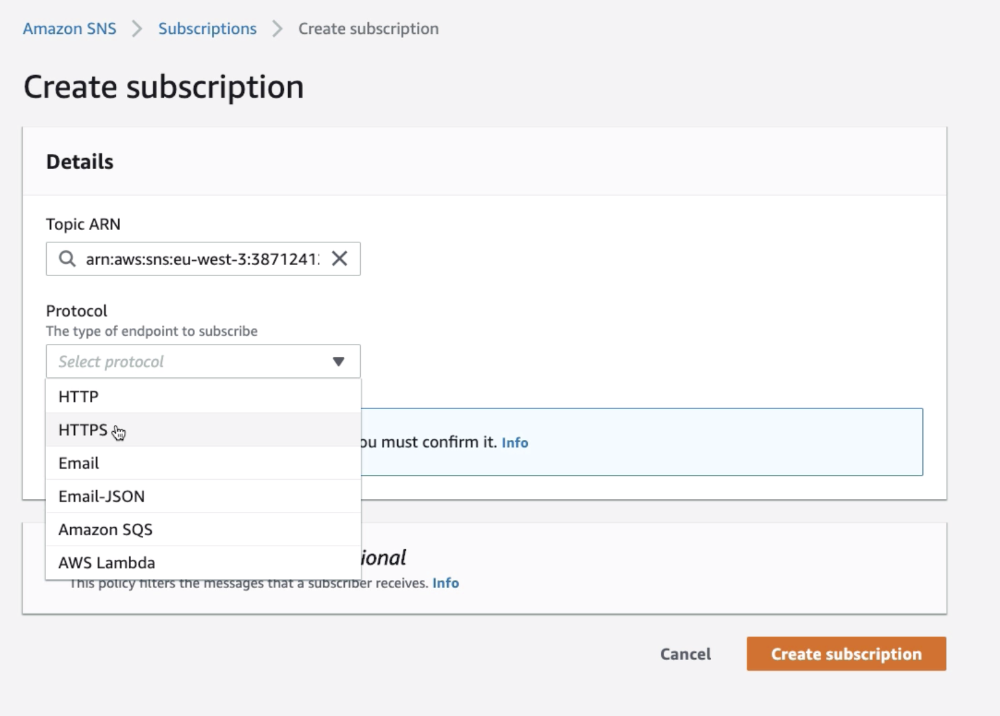 Amazon SNS > Subscriptions > Create subscription
Create subscription
Details
Topic ARN
arn:aws:sns:eu-west-3:3871241
Protocol
The type of endpoint to subscribe
Select protocol
HTTP
HTTPS
ou must confirm it. Info
Email
Email-JSON
Amazon SQS
AWS Lambda
ional
This policy filters the messages that a subscriber receives. Info
Cancel
Create subscription